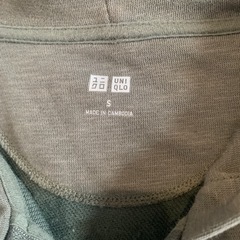 ユニ UNI
クロ QLO
S
MADE IN CAMBODIA